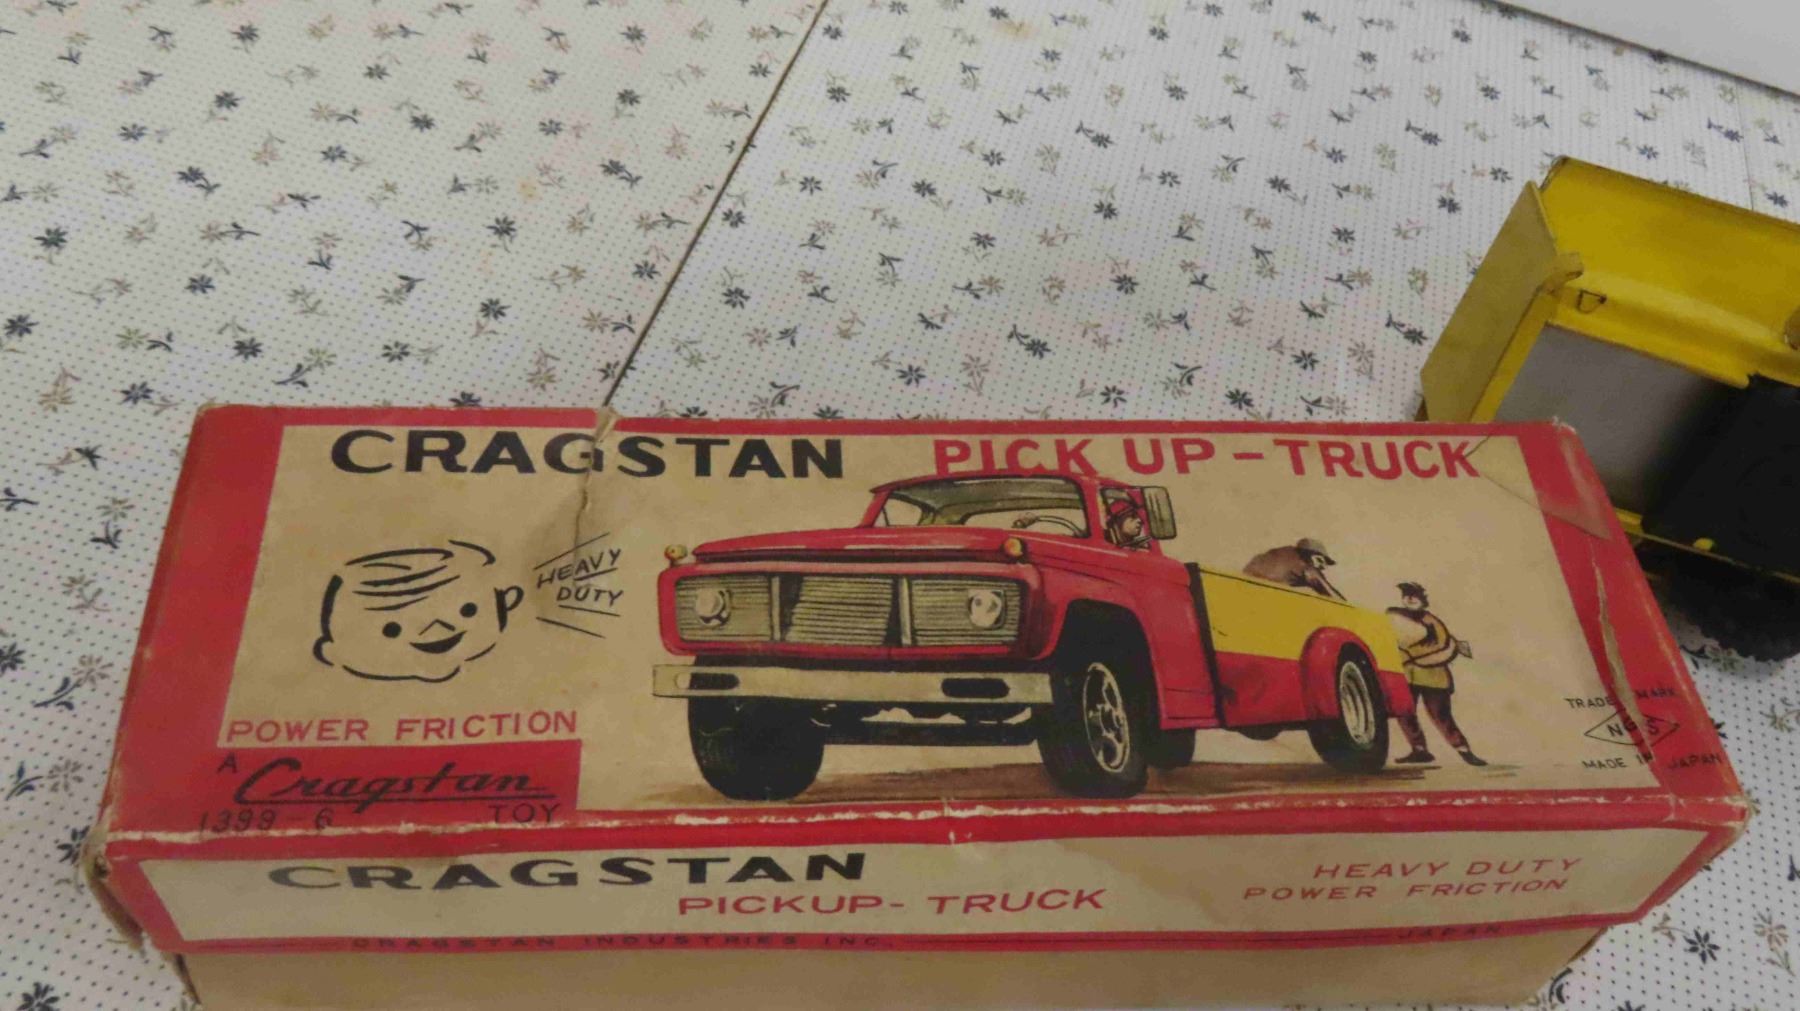 CRAGSTAN PICK UP-TRUCK
HEAVY
DUTY
POWER FRICTION
A Cragstan
1399-6 TOY
TRADE MARK
NGS
MADE IN JAPAN
CRAGSTAN
PICKUP-TRUCK
HEAVY DUTY
POWER FRICTION
CRAGSTAN INDUSTRIES INC. JAPAN